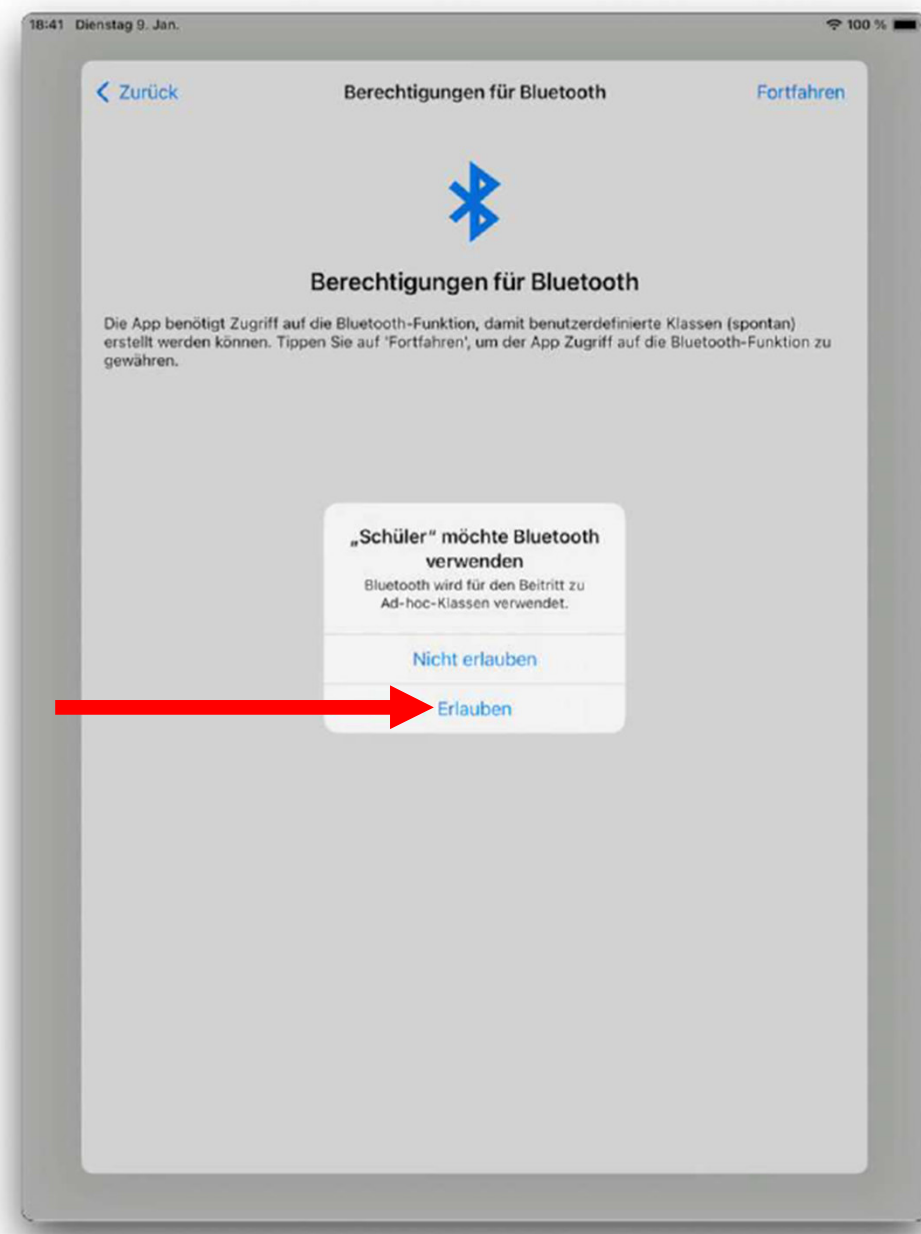 18:41 Dienstag 9. Jan.
100 %
Zurück
Berechtigungen für Bluetooth
Fortfahren
Berechtigungen für Bluetooth
Die App benötigt Zugriff auf die Bluetooth-Funktion, damit benutzerdefinierte Klassen (spontan)
erstellt werden können. Tippen Sie auf 'Fortfahren', um der App Zugriff auf die Bluetooth-Funktion zu
gewähren.
„Schüler" möchte Bluetooth
verwenden
Bluetooth wird für den Beitritt zu
Ad-hoc-Klassen verwendet.
Nicht erlauben
Erlauben